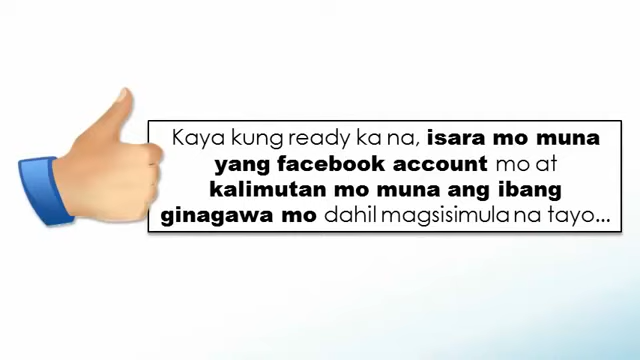 Kaya kung ready ka na, isara mo muna
yang facebook account mo at
kalimutan mo muna ang ibang
ginagawa mo dahil magsisimula na tayo...